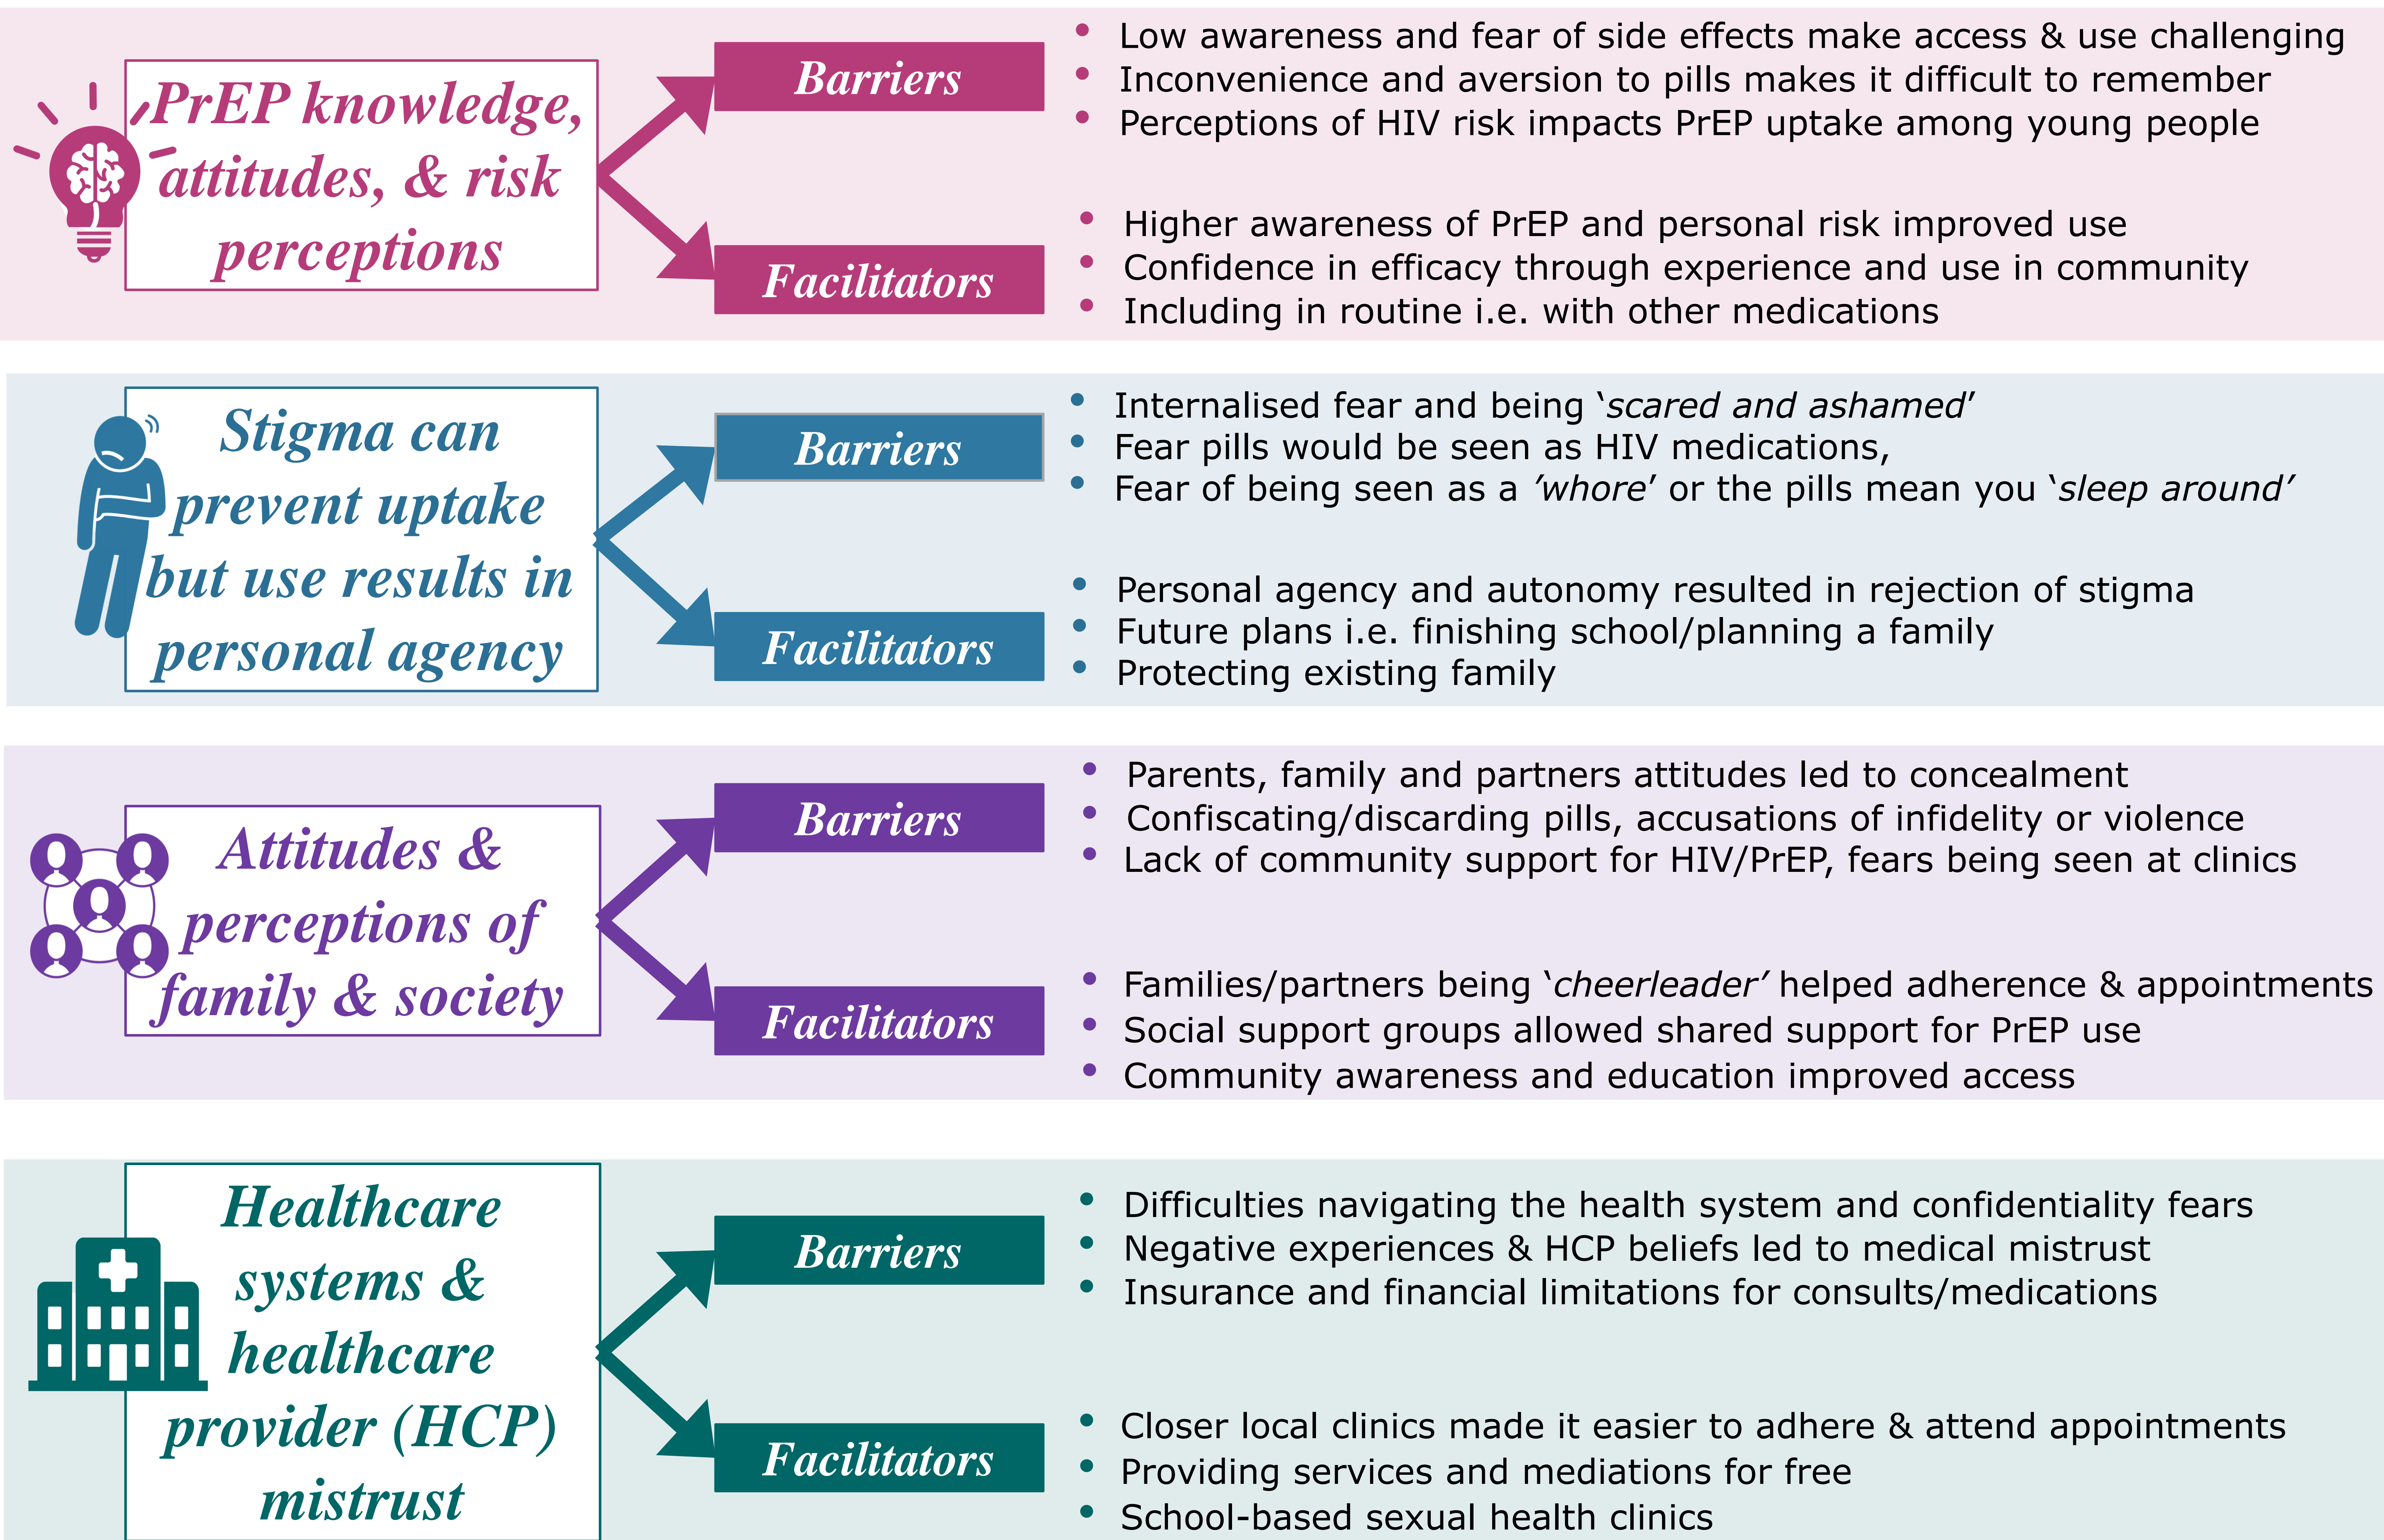 PrEP knowledge,
attitudes, & risk
perceptions
Barriers
• Low awareness and fear of side effects make access & use challenging
• Inconvenience and aversion to pills makes it difficult to remember
• Perceptions of HIV risk impacts PrEP uptake among young people
Facilitators
• Higher awareness of PrEP and personal risk improved use
• Confidence in efficacy through experience and use in community
• Including in routine i.e. with other medications
Stigma can
prevent uptake
but use results in
personal agency
Barriers
• Internalised fear and being ‘scared and ashamed’
• Fear pills would be seen as HIV medications,
• Fear of being seen as a ’whore’ or the pills mean you ‘sleep around’
Facilitators
• Personal agency and autonomy resulted in rejection of stigma
• Future plans i.e. finishing school/planning a family
• Protecting existing family
Attitudes &
perceptions of
family & society
Barriers
• Parents, family and partners attitudes led to concealment
• Confiscating/discarding pills, accusations of infidelity or violence
• Lack of community support for HIV/PrEP, fears being seen at clinics
Facilitators
• Families/partners being ‘cheerleader’ helped adherence & appointments
• Social support groups allowed shared support for PrEP use
• Community awareness and education improved access
Healthcare
systems &
healthcare
provider (HCP)
mistrust
Barriers
• Difficulties navigating the health system and confidentiality fears
• Negative experiences & HCP beliefs led to medical mistrust
• Insurance and financial limitations for consults/medications
Facilitators
• Closer local clinics made it easier to adhere & attend appointments
• Providing services and mediations for free
• School-based sexual health clinics